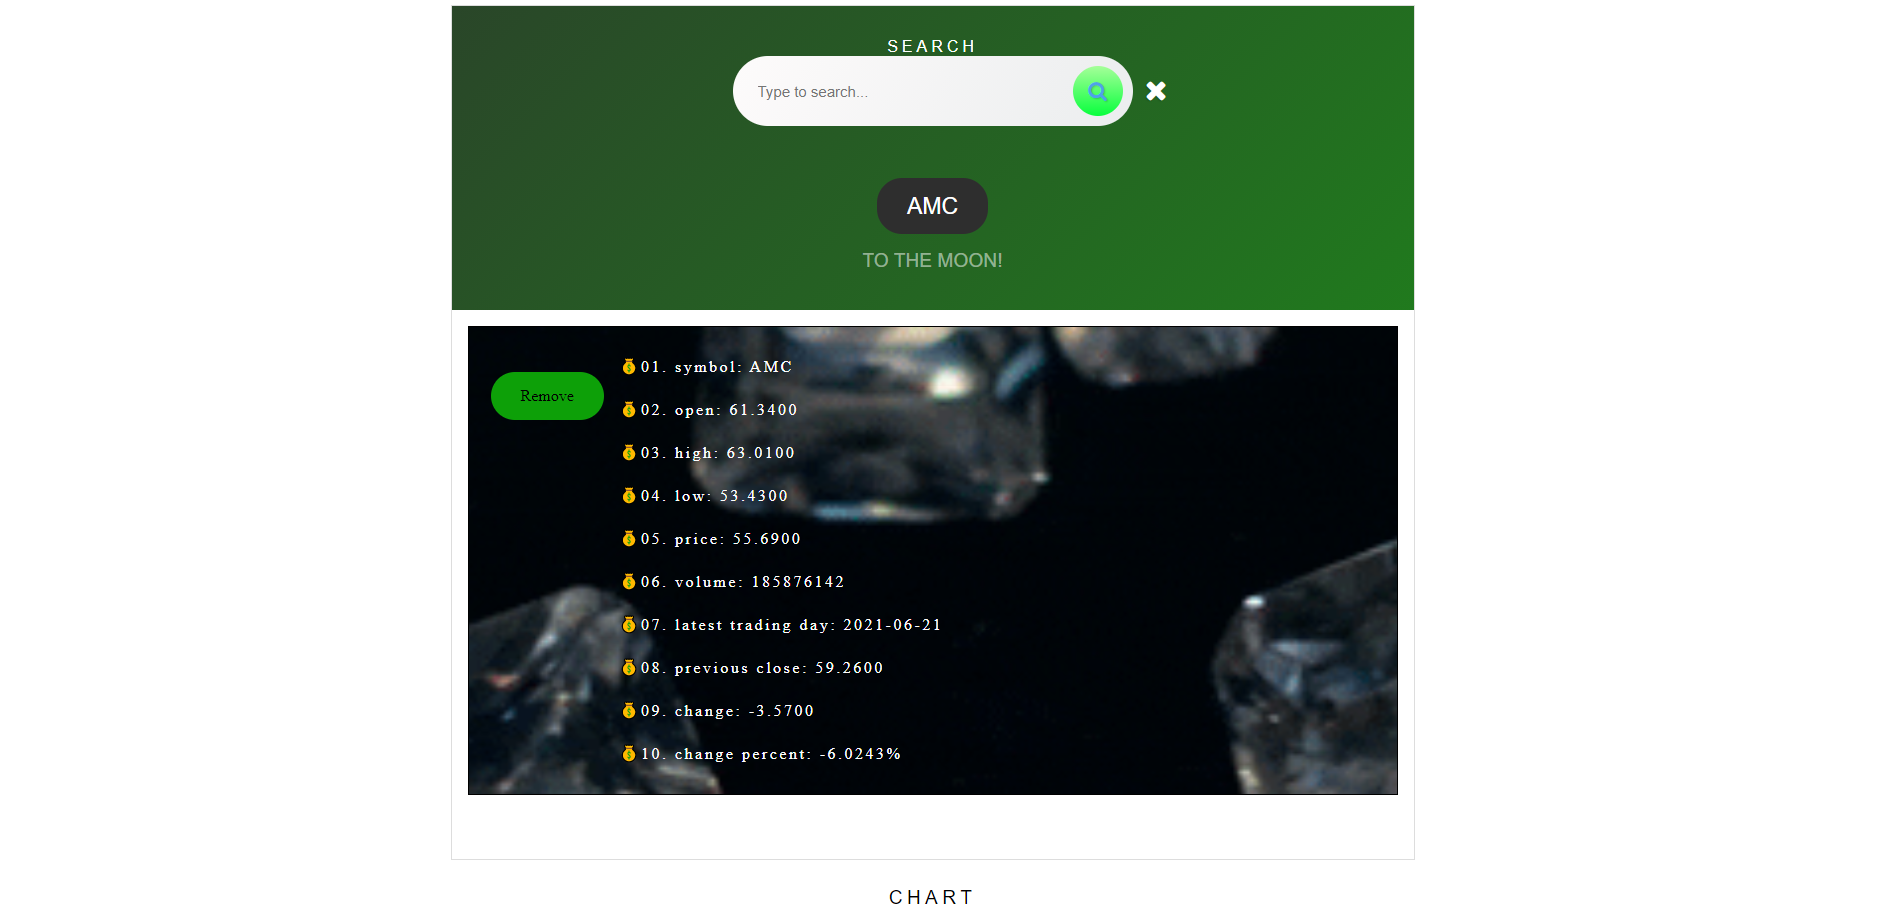 SEARCH
Type to search...
AMC
TO THE MOON!
Remove
01. symbol: AMC
02. open: 61.3400
03. high: 63.0100
04. low: 53.4300
05. price: 55.6900
06. volume: 185876142
07. latest trading day: 2021-06-21
08. previous close: 59.2600
09. change: -3.5700
10. change percent: -6.0243%
CHART